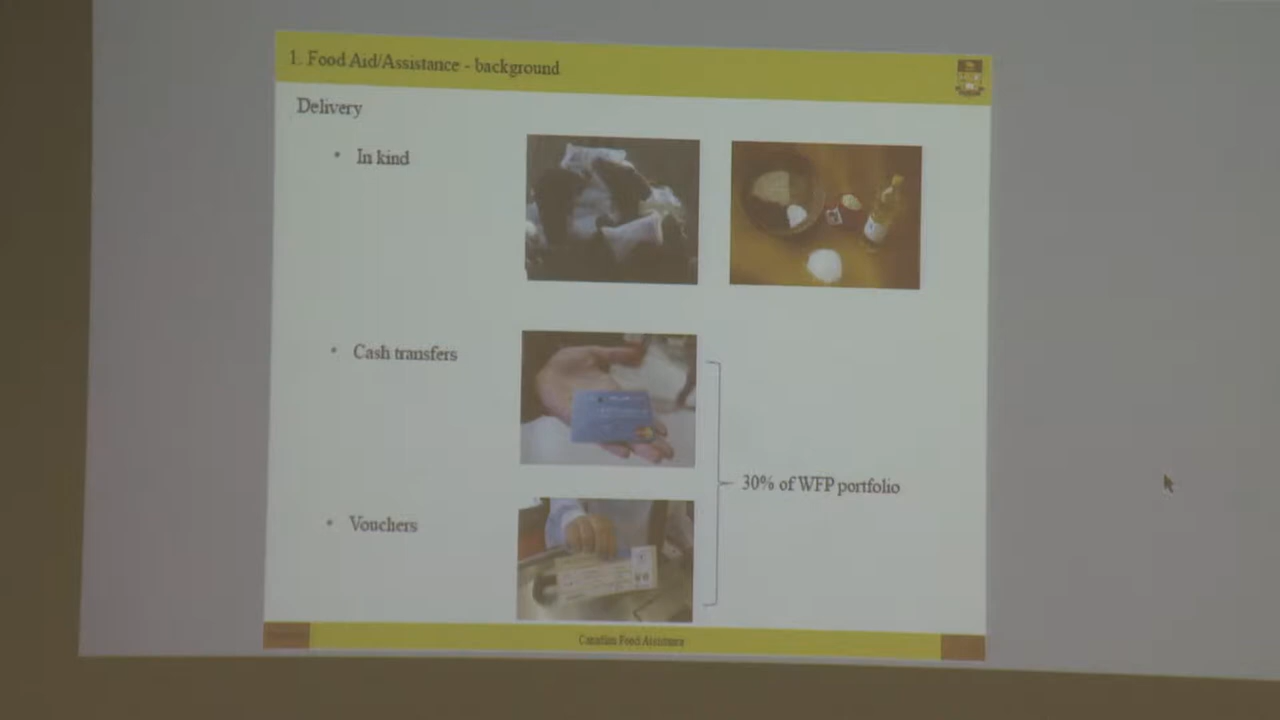 1. Food Aid/Assistance - background
Delivery
• In kind
• Cash transfers
30% of WFP portfolio
• Vouchers
Canadian Food Assistance